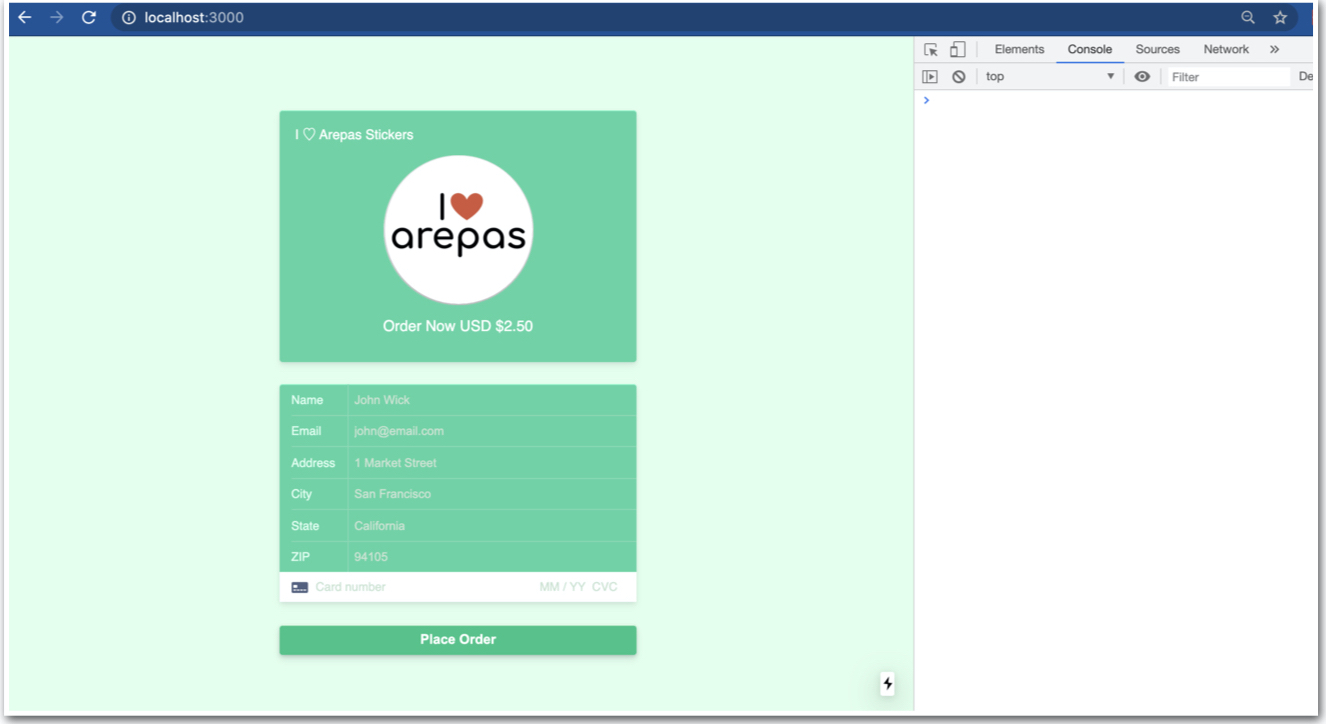 localhost:3000
Elements Console Sources Network »
top Filter De
I ♡ Arepas Stickers
I ❤
arepas
Order Now USD $2.50
Name John Wick
Email john@email.com
Address 1 Market Street
City San Francisco
State California
ZIP 94105
Card number MM / YY CVC
Place Order